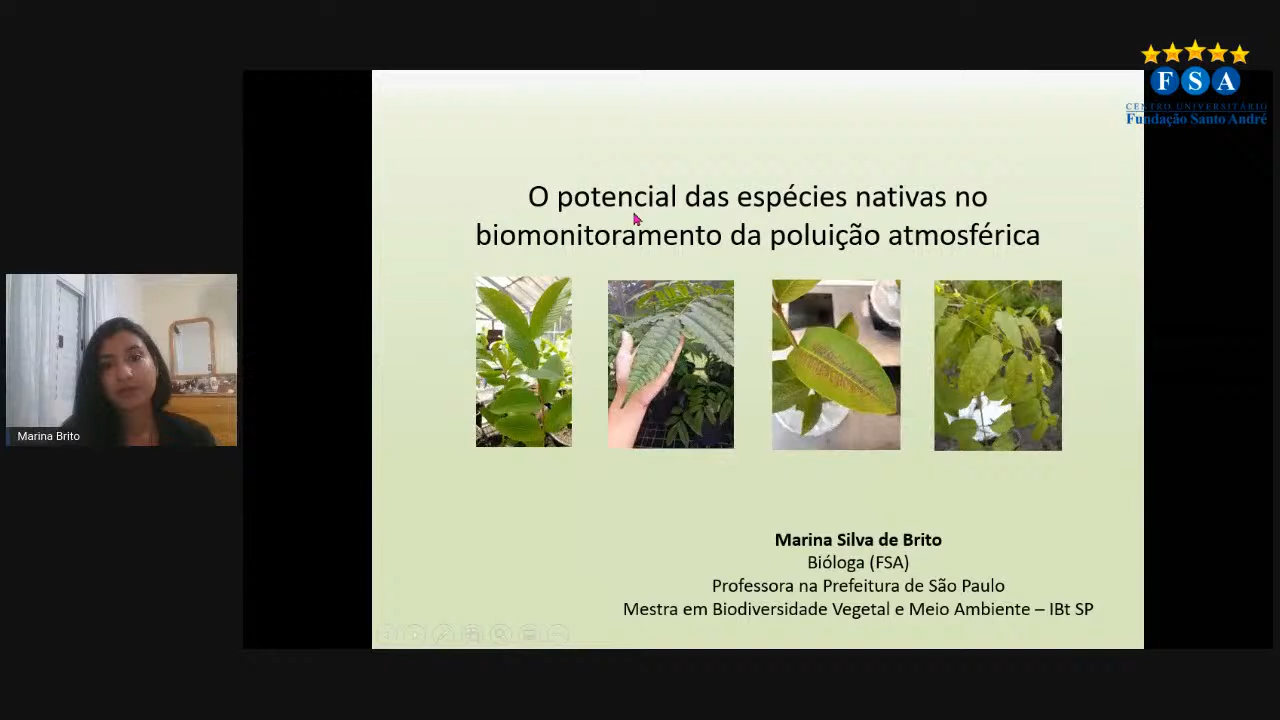 FSA
CENTRO UNIVERSITÁRIO
Fundação Santo André
O potencial das espécies nativas no
biomonitoramento da poluição atmosférica
Marina Brito
Marina Silva de Brito
Bióloga (FSA)
Professora na Prefeitura de São Paulo
Mestra em Biodiversidade Vegetal e Meio Ambiente – IBt SP